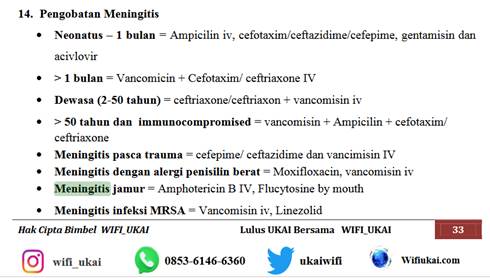 14. Pengobatan Meningitis
• Neonatus – 1 bulan = Ampicilin iv, cefotaxim/ceftazidime/cefepime, gentamisin dan
acivlovir
• > 1 bulan = Vancomicin + Cefotaxim/ ceftriaxone IV
• Dewasa (2-50 tahun) = ceftriaxone/ceftriaxon + vancomisin iv
• > 50 tahun dan immunocompromised = vancomisin + Ampicilin + cefotaxim/
ceftriaxone
• Meningitis pasca trauma = cefepime/ ceftazidime dan vancimisin IV
• Meningitis dengan alergi penisilin berat = Moxifloxacin, vancomisin iv
• Meningitis jamur = Amphotericin B IV, Flucytosine by mouth
• Meningitis infeksi MRSA = Vancomisin iv, Linezolid
Hak Cipta Bimbel WIFI_UKAI Lulus UKAI Bersama WIFI_UKAI 33
wifi_ukai 0853-6146-6360 ukaiwifi Wifiukai.com